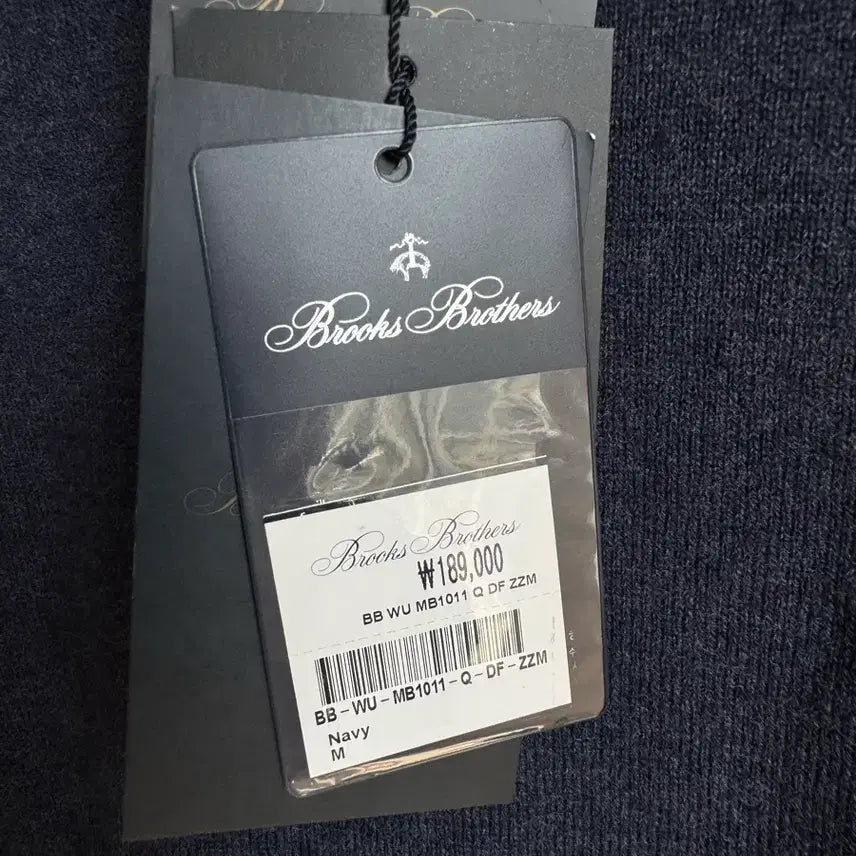 Brooks Brothers
Brooks Brothers
₩189,000
BB WU MB1011 Q DF ZZM
BB-WU-MB1011-Q-DF-ZZM
Navy
M